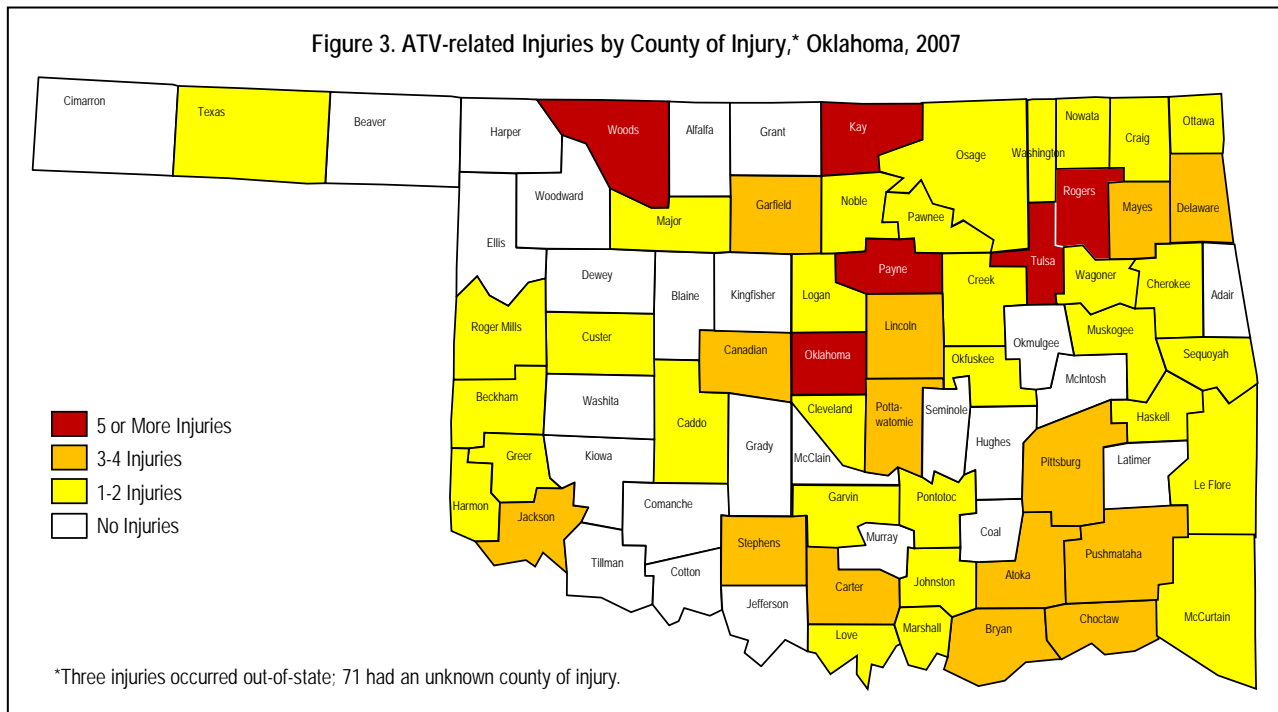 Figure 3. ATV-related Injuries by County of Injury,* Oklahoma, 2007
Cimarron
Texas
Beaver
Harper
Woods
Alfalfa
Grant
Kay
Osage
Washington
Nowata
Craig
Ottawa
Woodward
Ellis
Major
Garfield
Noble
Pawnee
Rogers
Mayes
Delaware
Dewey
Blaine
Kingfisher
Logan
Payne
Creek
Tulsa
Wagoner
Cherokee
Adair
Roger Mills
Custer
Canadian
Oklahoma
Lincoln
Okfuskee
Okmulgee
Muskogee
Sequoyah
McIntosh
Beckham
Washita
Caddo
Grady
Cleveland
McClain
Potta-
watomie
Seminole
Hughes
Pittsburg
Haskell
Latimer
Le Flore
Harmon
Greer
Kiowa
Jackson
Comanche
Tillman
Cotton
Stephens
Jefferson
Garvin
Murray
Carter
Love
Pontotoc
Johnston
Marshall
Coal
Atoka
Bryan
Pushmataha
Choctaw
McCurtain
5 or More Injuries
3-4 Injuries
1-2 Injuries
No Injuries
*Three injuries occurred out-of-state; 71 had an unknown county of injury.